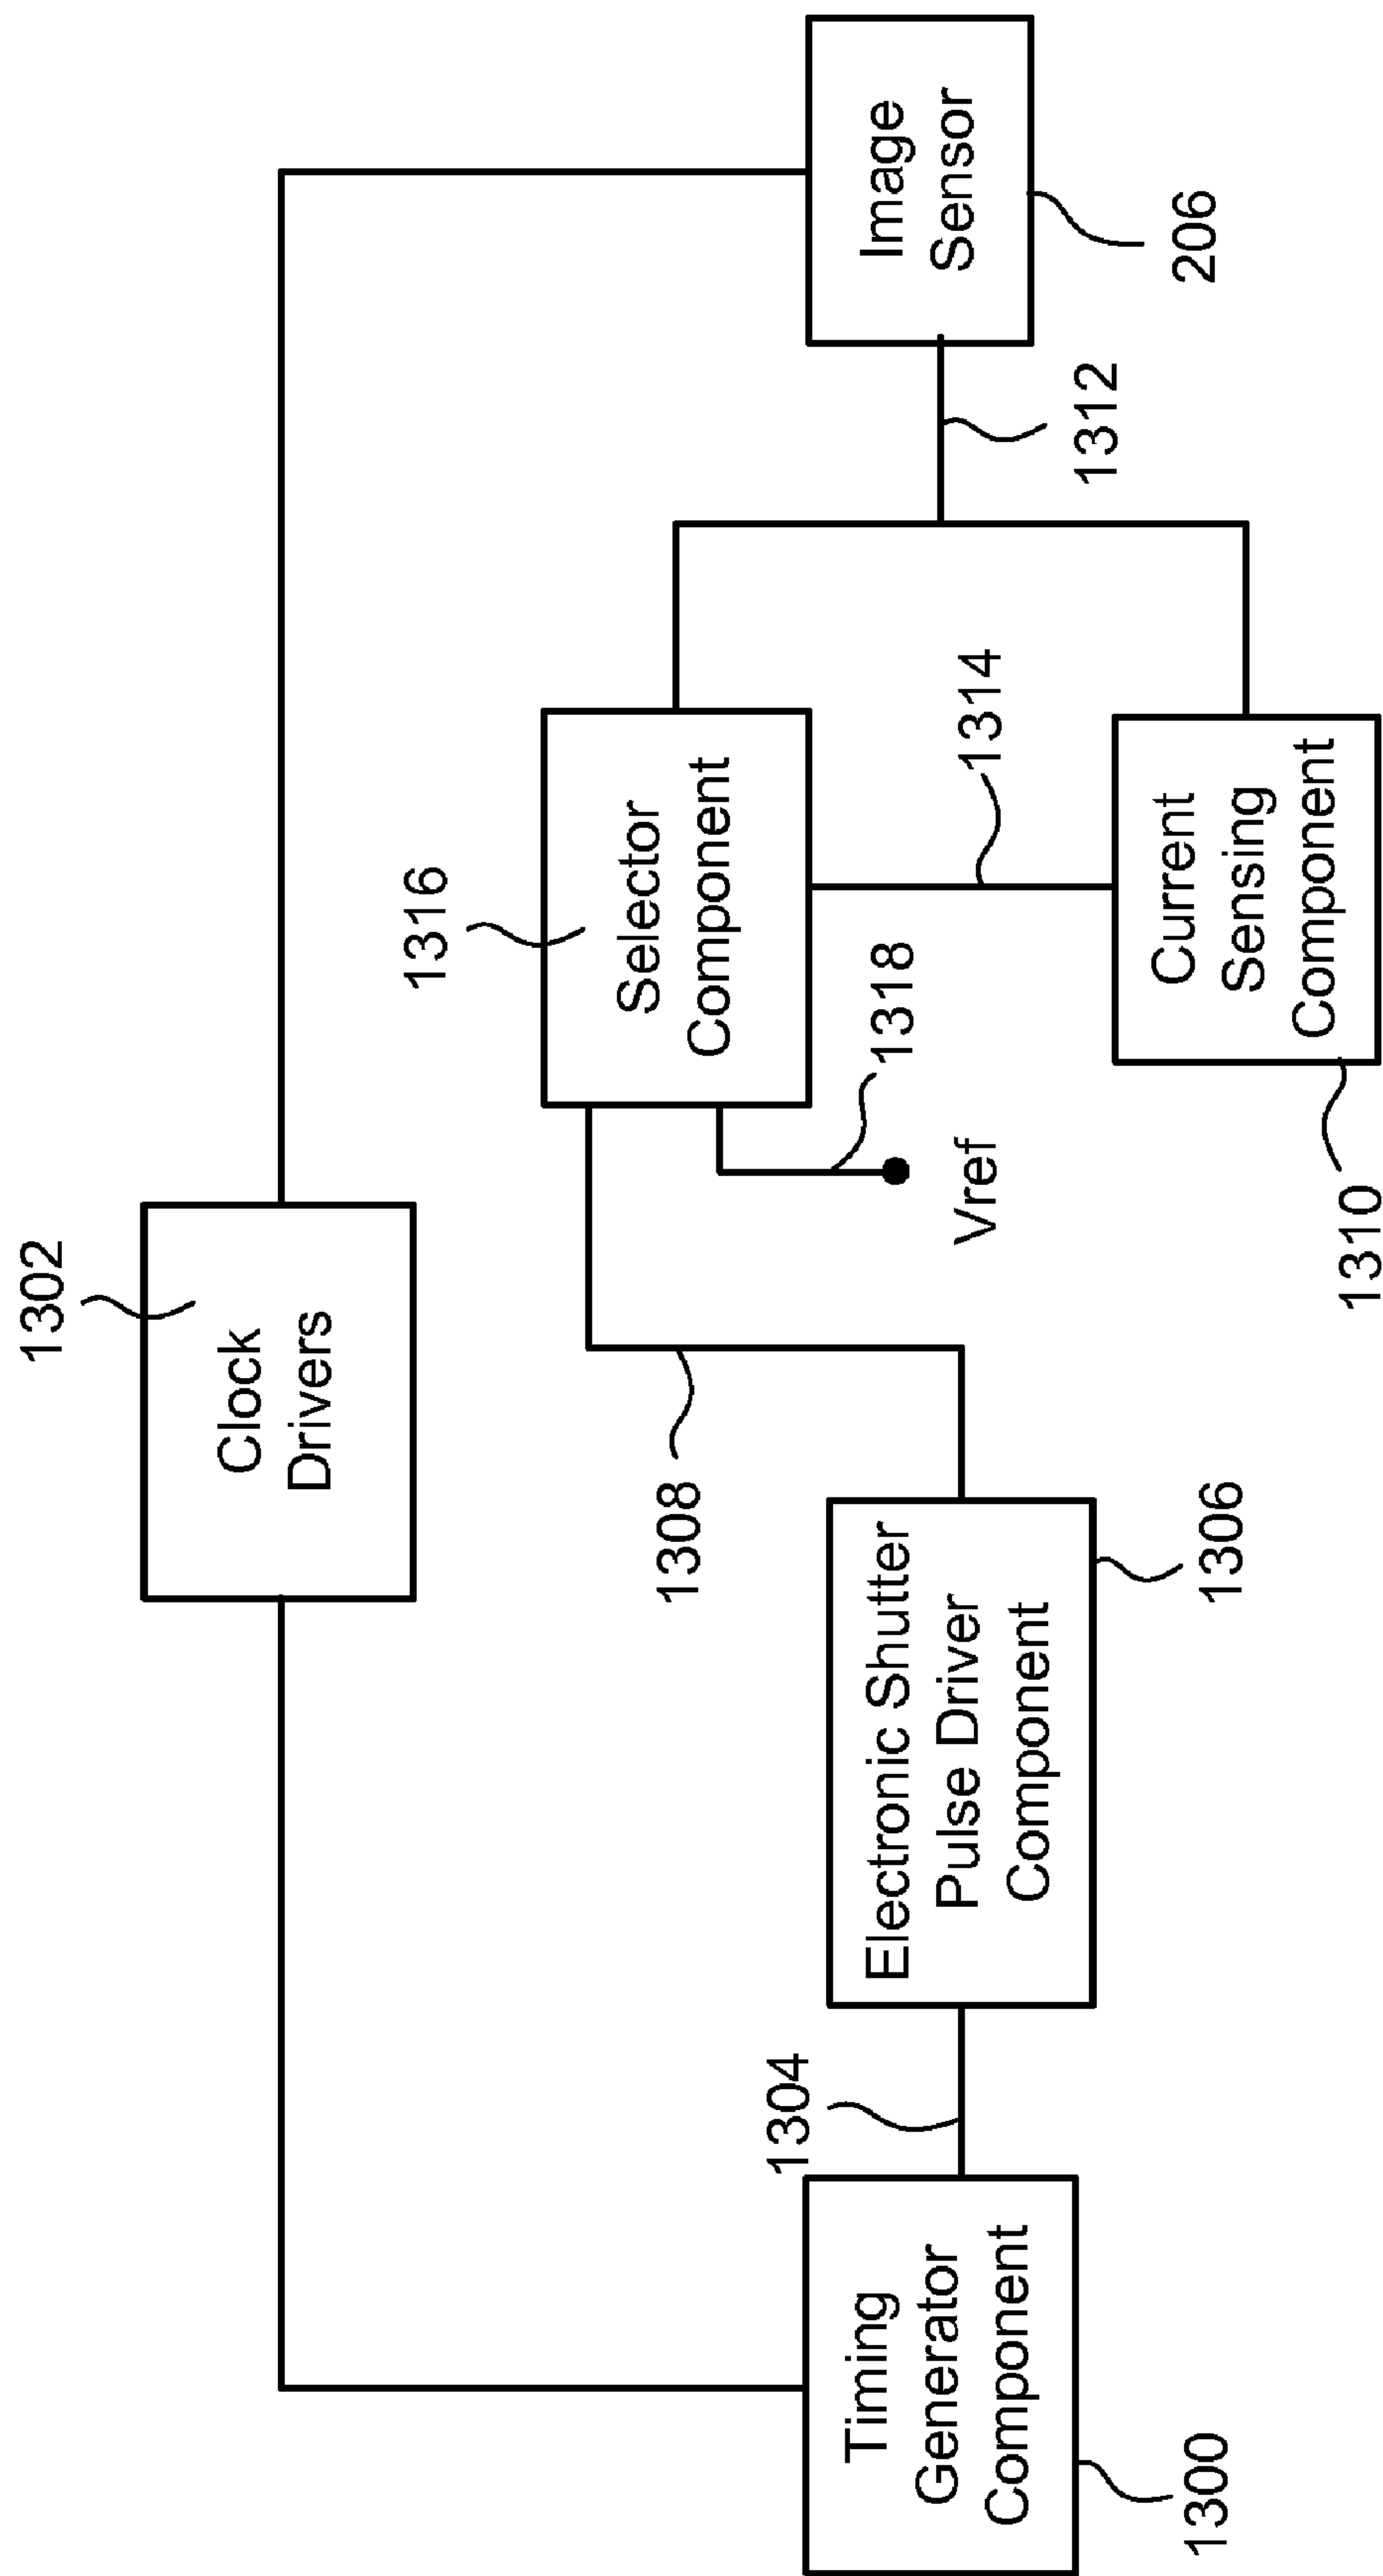 1302
Clock
Drivers
1316
Selector
Component
Image
Sensor
206
1312
1314
1318
Vref
1308
Current
Sensing
Component
1310
Electronic Shutter
Pulse Driver
Component
1306
1304
Timing
Generator
Component
1300